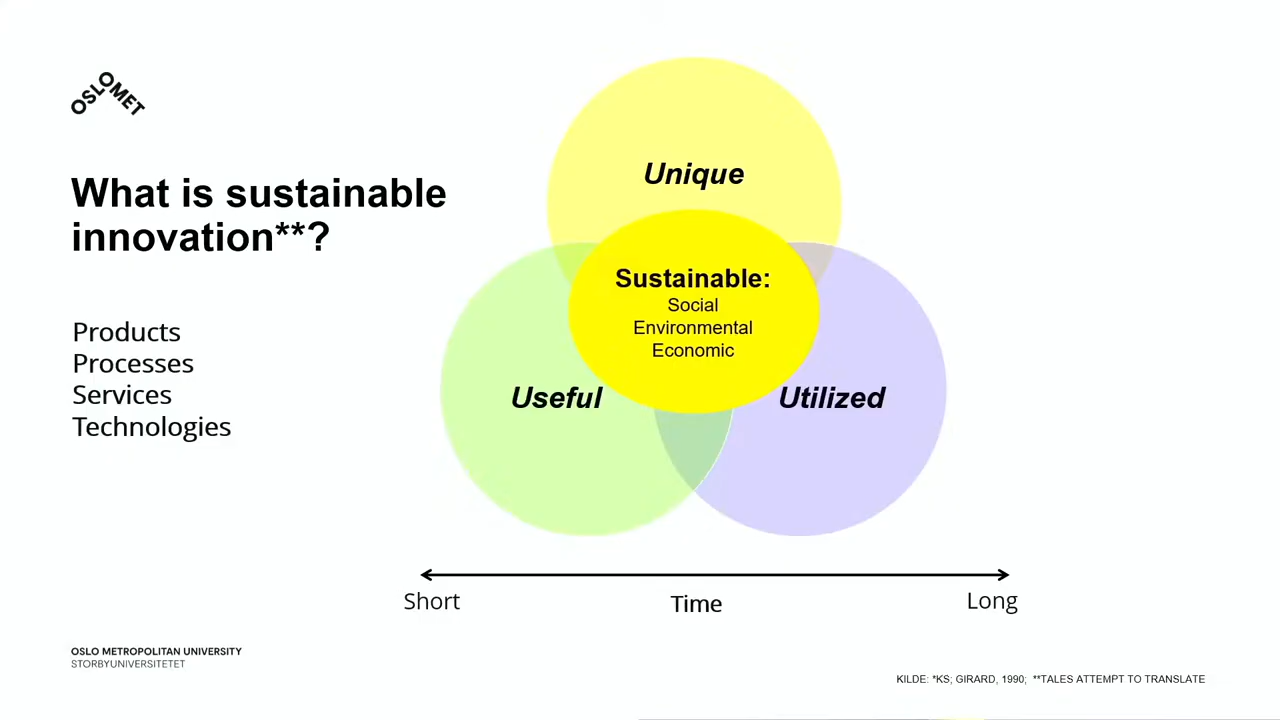 OSLOMET
What is sustainable
innovation**?
Products
Processes
Services
Technologies
Unique
Sustainable:
Social
Environmental
Economic
Useful
Utilized
Short
Time
Long
OSLO METROPOLITAN UNIVERSITY
STORBYUNIVERSITETET
KILDE: *KS; GIRARD, 1990; **TALES ATTEMPT TO TRANSLATE